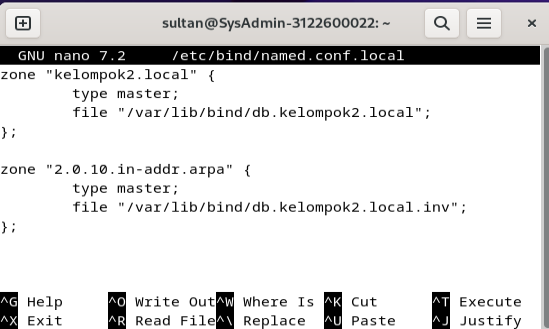 sultan@SysAdmin-3122600022: ~
GNU nano 7.2 /etc/bind/named.conf.local
zone "kelompok2.local" {
        type master;
        file "/var/lib/bind/db.kelompok2.local";
};

zone "2.0.10.in-addr.arpa" {
        type master;
        file "/var/lib/bind/db.kelompok2.local.inv";
};

^G Help ^O Write Out ^W Where Is ^K Cut ^T Execute
^X Exit ^R Read File ^\ Replace ^U Paste ^J Justify